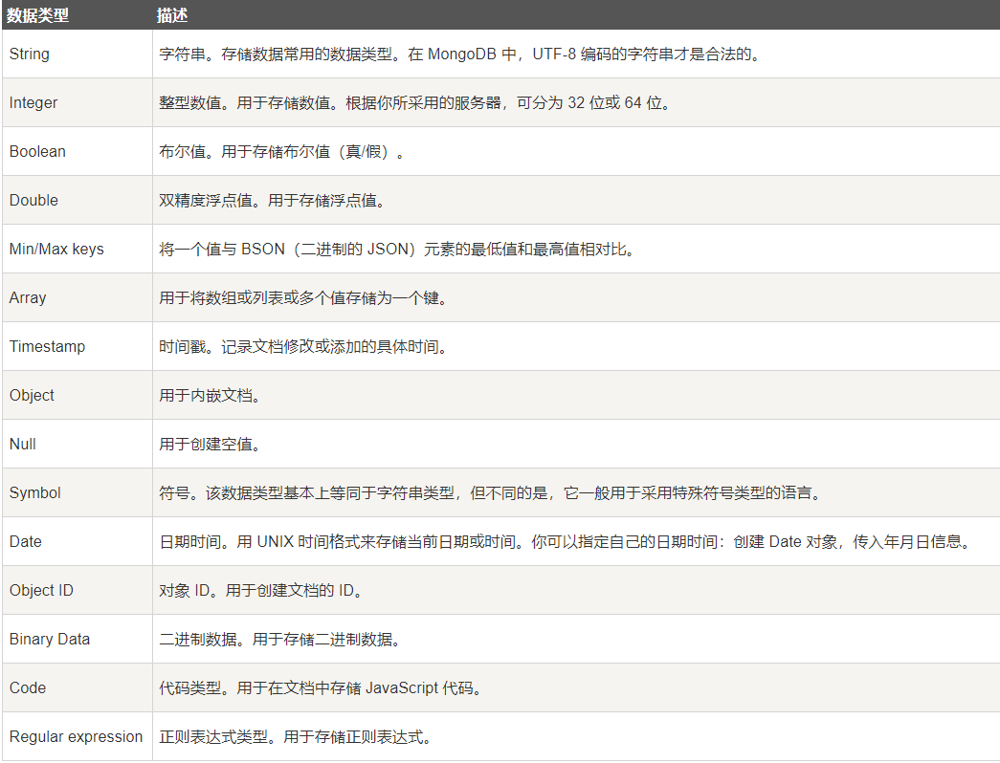 数据类型 描述
String 字符串。存储数据常用的数据类型。在 MongoDB 中，UTF-8 编码的字符串才是合法的。
Integer 整型数值。用于存储数值。根据你所采用的服务器，可分为 32 位或 64 位。
Boolean 布尔值。用于存储布尔值（真/假）。
Double 双精度浮点值。用于存储浮点值。
Min/Max keys 将一个值与 BSON（二进制的 JSON）元素的最低值和最高值相对比。
Array 用于将数组或列表或多个值存储为一个键。
Timestamp 时间戳。记录文档修改或添加的具体时间。
Object 用于内嵌文档。
Null 用于创建空值。
Symbol 符号。该数据类型基本上等同于字符串类型，但不同的是，它一般用于采用特殊符号类型的语言。
Date 日期时间。用 UNIX 时间格式来存储当前日期或时间。你可以指定自己的日期时间：创建 Date 对象，传入年月日信息。
Object ID 对象 ID。用于创建文档的 ID。
Binary Data 二进制数据。用于存储二进制数据。
Code 代码类型。用于在文档中存储 JavaScript 代码。
Regular expression 正则表达式类型。用于存储正则表达式。